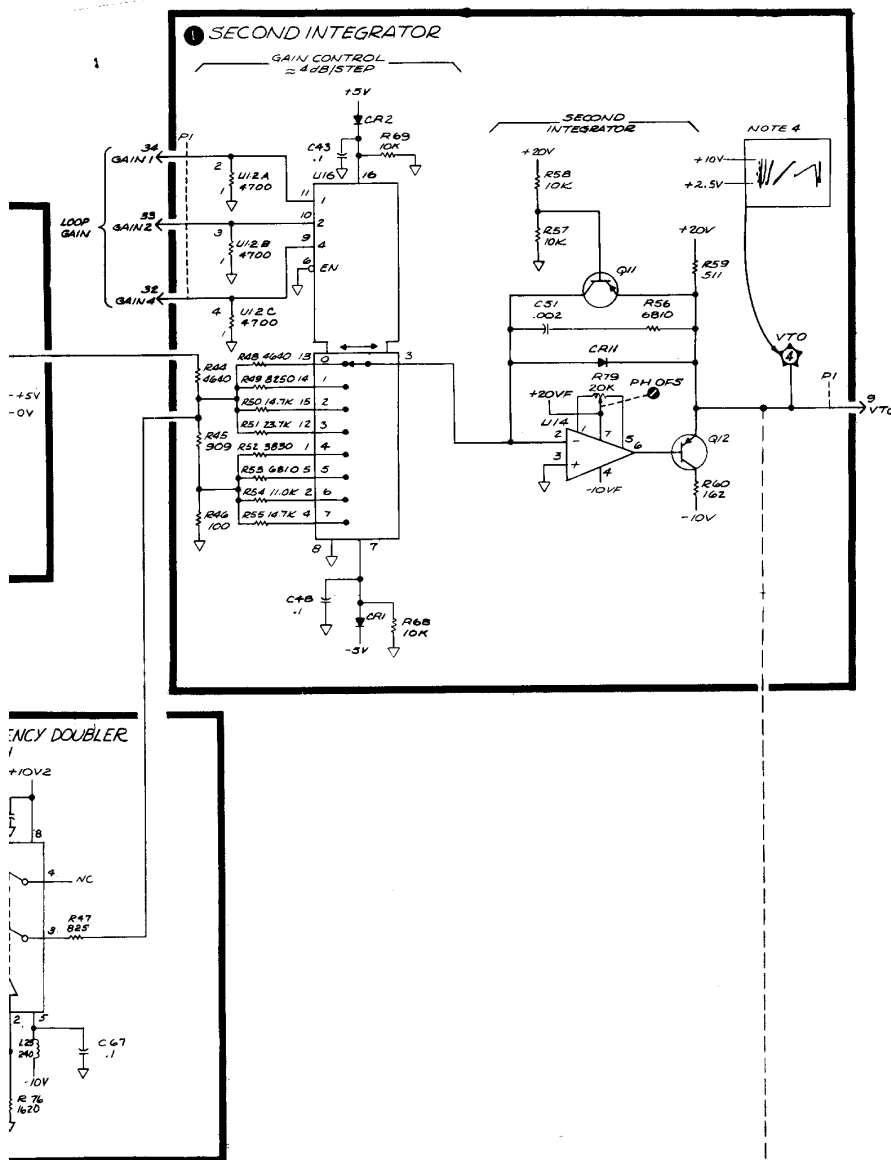 1 SECOND INTEGRATOR
GAIN CONTROL
≈ 4dB/STEP
+5V
CR2
C43
.1
R69
10K
P1
34
GAIN 1
2
U12A
4700
1
U16
16
11
1
LOOP
GAIN
33
GAIN2
3
U12B
4700
1
10
2
9
4
6
EN
32
GAIN4
4
U12C
4700
1
SECOND
INTEGRATOR
+20V
R58
10K
R57
10K
Q11
NOTE 4
+10V
+2.5V
+20V
R59
511
C51
.002
R56
6810
CR11
R79
20K
+20VF
PH OFS
U14
1
7
5
2
-
3
+
6
4
-10VF
Q12
R60
162
-10V
VTO
4
P1
9
VTO
R44
4640
R45
909
R46
100
R48 4640 13 0
3
R49 8250 14 1
R50 14.7K 15 2
R51 23.7K 12 3
R52 3830 1 4
R53 6810 5 5
R54 11.0K 2 6
R55 14.7K 4 7
8
7
C48
.1
CR1
R68
10K
-5V
-+5V
-0V
ENCY DOUBLER
+10V2
8
4
NC
3
R47
825
2
5
L25
240
C67
.1
-10V
R76
1620